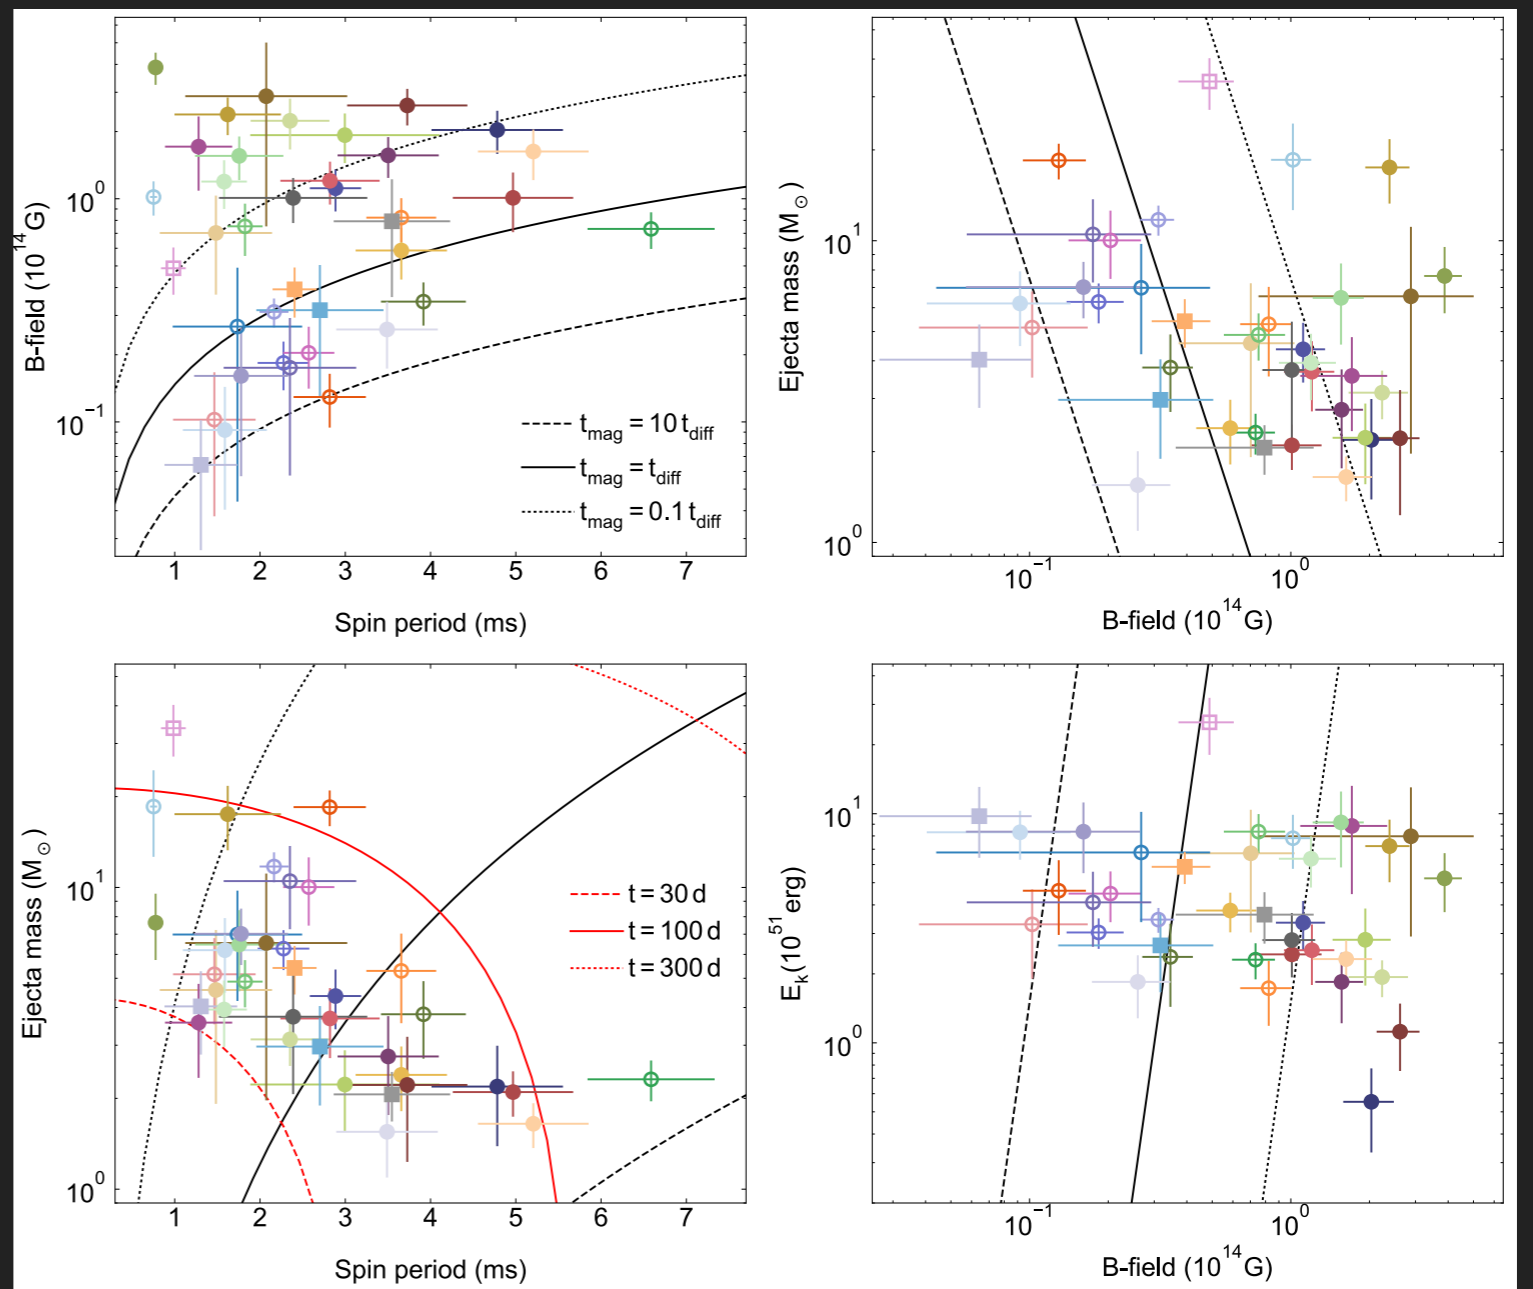 B-field (10^14 G)
10^0
10^-1
t_mag = 10 t_diff
t_mag = t_diff
t_mag = 0.1 t_diff
1 2 3 4 5 6 7
Spin period (ms)
Ejecta mass (M_⊙)
10^1
10^0
10^-1 10^0
B-field (10^14 G)
Ejecta mass (M_⊙)
10^1
10^0
t = 30 d
t = 100 d
t = 300 d
1 2 3 4 5 6 7
Spin period (ms)
E_k (10^51 erg)
10^1
10^0
10^-1 10^0
B-field (10^14 G)